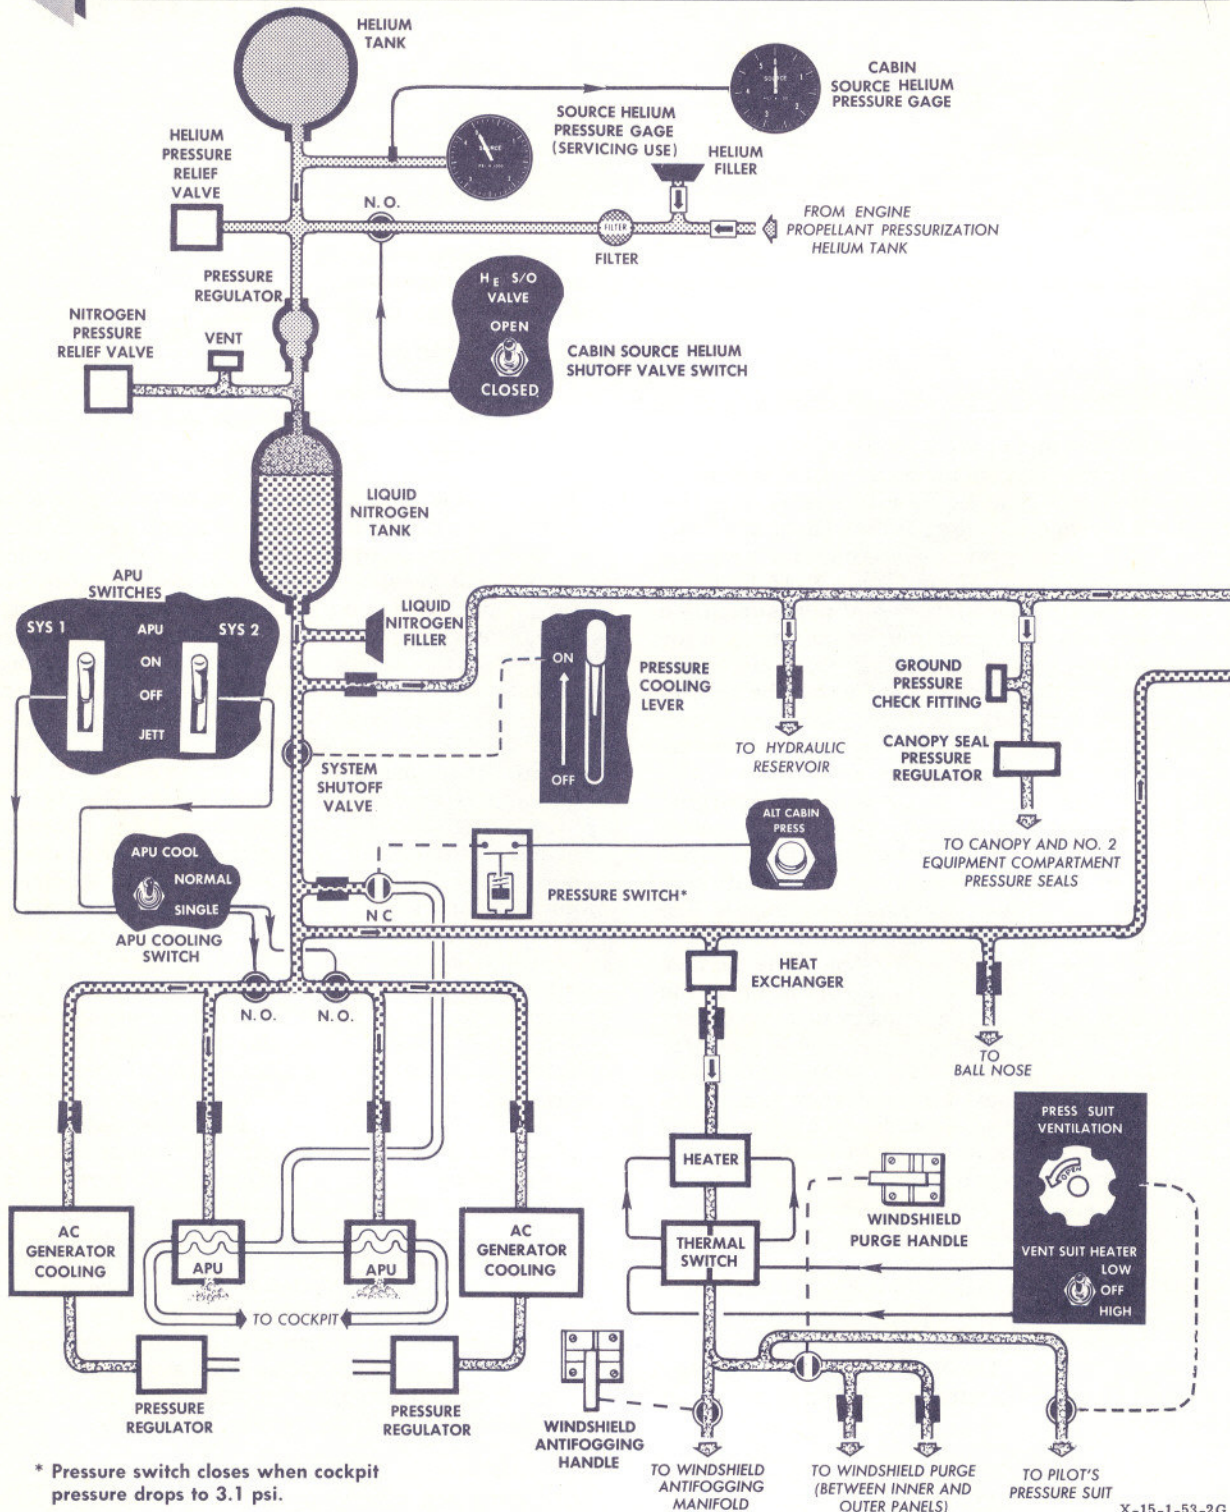 HELIUM
TANK
CABIN
SOURCE HELIUM
PRESSURE GAGE
SOURCE
SOURCE HELIUM
PRESSURE GAGE
(SERVICING USE)
SOURCE
HELIUM
FILLER
HELIUM
PRESSURE
RELIEF
VALVE
N. O.
FILTER
FILTER
FROM ENGINE
PROPELLANT PRESSURIZATION
HELIUM TANK
PRESSURE
REGULATOR
HE S/O
VALVE
OPEN
CLOSED
CABIN SOURCE HELIUM
SHUTOFF VALVE SWITCH
NITROGEN
PRESSURE
RELIEF VALVE
VENT
LIQUID
NITROGEN
TANK
APU
SWITCHES
SYS 1
APU
SYS 2
ON
OFF
JETT
LIQUID
NITROGEN
FILLER
ON
OFF
PRESSURE
COOLING
LEVER
GROUND
PRESSURE
CHECK FITTING
TO HYDRAULIC
RESERVOIR
CANOPY SEAL
PRESSURE
REGULATOR
SYSTEM
SHUTOFF
VALVE
ALT CABIN
PRESS
TO CANOPY AND NO. 2
EQUIPMENT COMPARTMENT
PRESSURE SEALS
APU COOL
NORMAL
SINGLE
APU COOLING
SWITCH
N C
PRESSURE SWITCH*
HEAT
EXCHANGER
N. O.
N. O.
TO
BALL NOSE
PRESS SUIT
VENTILATION
OPEN
HEATER
WINDSHIELD
PURGE HANDLE
THERMAL
SWITCH
VENT SUIT HEATER
LOW
OFF
HIGH
AC
GENERATOR
COOLING
APU
APU
AC
GENERATOR
COOLING
TO COCKPIT
PRESSURE
REGULATOR
PRESSURE
REGULATOR
WINDSHIELD
ANTIFOGGING
HANDLE
TO WINDSHIELD
ANTIFOGGING
MANIFOLD
TO WINDSHIELD PURGE
(BETWEEN INNER AND
OUTER PANELS)
TO PILOT'S
PRESSURE SUIT
* Pressure switch closes when cockpit
pressure drops to 3.1 psi.
X-15-1-53-2G